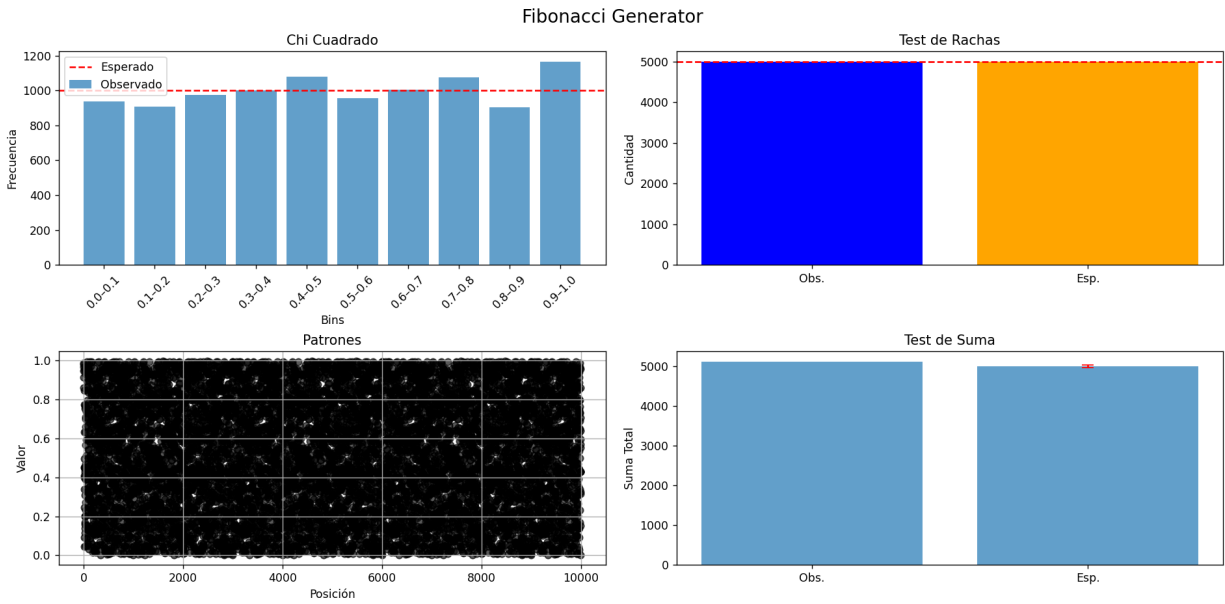 Fibonacci Generator
Chi Cuadrado
1200
1000
800
600
400
200
0
Frecuencia
Esperado
Observado
0.0–0.1
0.1–0.2
0.2–0.3
0.3–0.4
0.4–0.5
0.5–0.6
0.6–0.7
0.7–0.8
0.8–0.9
0.9–1.0
Bins
Test de Rachas
5000
4000
3000
2000
1000
0
Cantidad
Obs.
Esp.
Patrones
1.0
0.8
0.6
0.4
0.2
0.0
Valor
0
2000
4000
6000
8000
10000
Posición
Test de Suma
5000
4000
3000
2000
1000
0
Suma Total
Obs.
Esp.